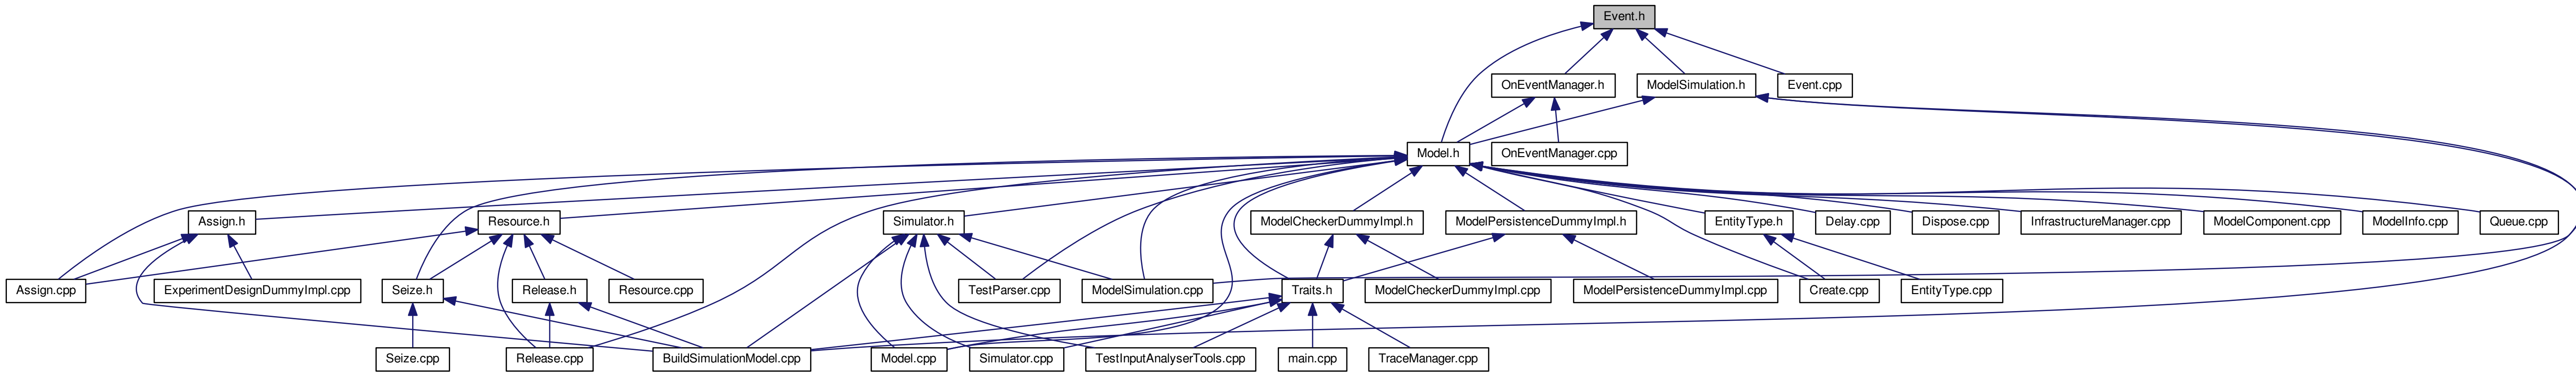 Event.h
OnEventManager.h
ModelSimulation.h
Event.cpp
Model.h
OnEventManager.cpp
Assign.h
Resource.h
Simulator.h
ModelCheckerDummyImpl.h
ModelPersistenceDummyImpl.h
EntityType.h
Delay.cpp
Dispose.cpp
InfrastructureManager.cpp
ModelComponent.cpp
ModelInfo.cpp
Queue.cpp
Assign.cpp
ExperimentDesignDummyImpl.cpp
Seize.h
Release.h
Resource.cpp
TestParser.cpp
ModelSimulation.cpp
Traits.h
ModelCheckerDummyImpl.cpp
ModelPersistenceDummyImpl.cpp
Create.cpp
EntityType.cpp
Seize.cpp
Release.cpp
BuildSimulationModel.cpp
Model.cpp
Simulator.cpp
TestInputAnalyserTools.cpp
main.cpp
TraceManager.cpp